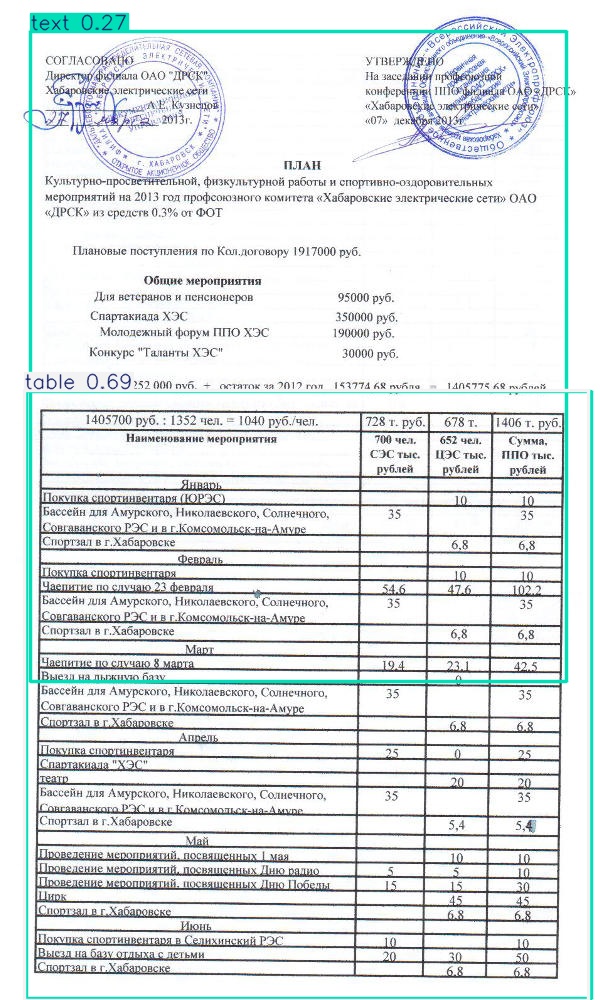 text 0.27
СОГЛАСОВАНО
Директор филиала ОАО "ДРСК"
Хабаровские электрические сети
А.Е. Кузнецов
2013г.
УТВЕРЖДЕНО
На заседании профсоюзной
конференции ППО филиала ОАО «ДРСК»
«Хабаровские электрические сети»
«07» декабря 2013г.
ПЛАН
Культурно-просветительной, физкультурной работы и спортивно-оздоровительных
мероприятий на 2013 год профсоюзного комитета «Хабаровские электрические сети» ОАО
«ДРСК» из средств 0.3% от ФОТ
Плановые поступления по Кол.договору 1917000 руб.
Общие мероприятия
Для ветеранов и пенсионеров 95000 руб.
Спартакиада ХЭС 350000 руб.
Молодежный форум ППО ХЭС 190000 руб.
Конкурс "Таланты ХЭС" 30000 руб.
table 0.69
252 000 руб. + остаток за 2012 год 153774,68 рубля = 1405775,68 рублей
1405700 руб. : 1352 чел. = 1040 руб./чел. 728 т. руб. 678 т. 1406 т. руб.
Наименование мероприятия 700 чел. 652 чел. Сумма,
СЭС тыс. ЦЭС тыс. ППО тыс.
рублей рублей рублей
Январь
Покупка спортинвентаря (ЮРЭС) 10 10
Бассейн для Амурского, Николаевского, Солнечного, 35 35
Совгаванского РЭС и в г.Комсомольск-на-Амуре
Спортзал в г.Хабаровске 6,8 6,8
Февраль
Покупка спортинвентаря 10 10
Чаепитие по случаю 23 февраля 54,6 47,6 102,2
Бассейн для Амурского, Николаевского, Солнечного, 35 35
Совгаванского РЭС и в г.Комсомольск-на-Амуре
Спортзал в г.Хабаровске 6,8 6,8
Март
Чаепитие по случаю 8 марта 19,4 23,1 42,5
Выезд на лыжную базу 0
Бассейн для Амурского, Николаевского, Солнечного, 35 35
Совгаванского РЭС и в г.Комсомольск-на-Амуре
Спортзал в г.Хабаровске 6,8 6,8
Апрель
Покупка спортинвентаря 25 0 25
Спартакиада "ХЭС"
театр 20 20
Бассейн для Амурского, Николаевского, Солнечного, 35 35
Совгаванского РЭС и в г.Комсомольск-на-Амуре
Спортзал в г.Хабаровске 5,4 5,4
Май
Проведение мероприятий, посвященных 1 мая 10 10
Проведение мероприятий, посвященных Дню радио 5 5 10
Проведение мероприятий, посвященных Дню Победы 15 15 30
Цирк 45 45
Спортзал в г.Хабаровске 6,8 6,8
Июнь
Покупка спортинвентаря в Селихинский РЭС 10 10
Выезд на базу отдыха с детьми 20 30 50
Спортзал в г.Хабаровске 6,8 6,8